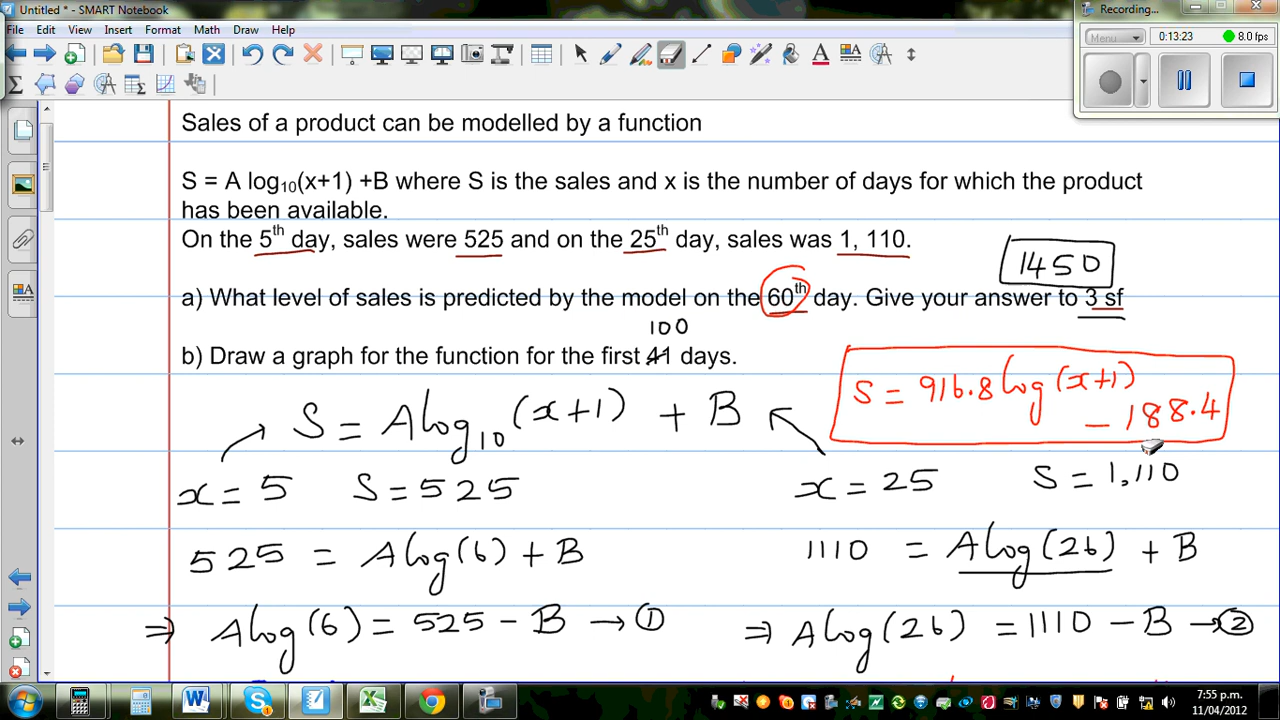 Untitled * - SMART Notebook
Recording...
File Edit View Insert Format Math Draw Help
Menu
0:13:23
8.0 fps
Sales of a product can be modelled by a function
S = A log10(x+1) +B where S is the sales and x is the number of days for which the product
has been available.
On the 5th day, sales were 525 and on the 25th day, sales was 1, 110.
1450
a) What level of sales is predicted by the model on the 60th day. Give your answer to 3 sf
100
b) Draw a graph for the function for the first 41 days.
S = 916.8 log (x+1)
- 188.4
S = A log10 (x+1) + B
x = 5 S = 525
x = 25 S = 1,110
525 = A log(6) + B
1110 = A log(26) + B
⇒ A log(6) = 525 - B → ①
⇒ A log(26) = 1110 - B → ②
7:55 p.m.
11/04/2012